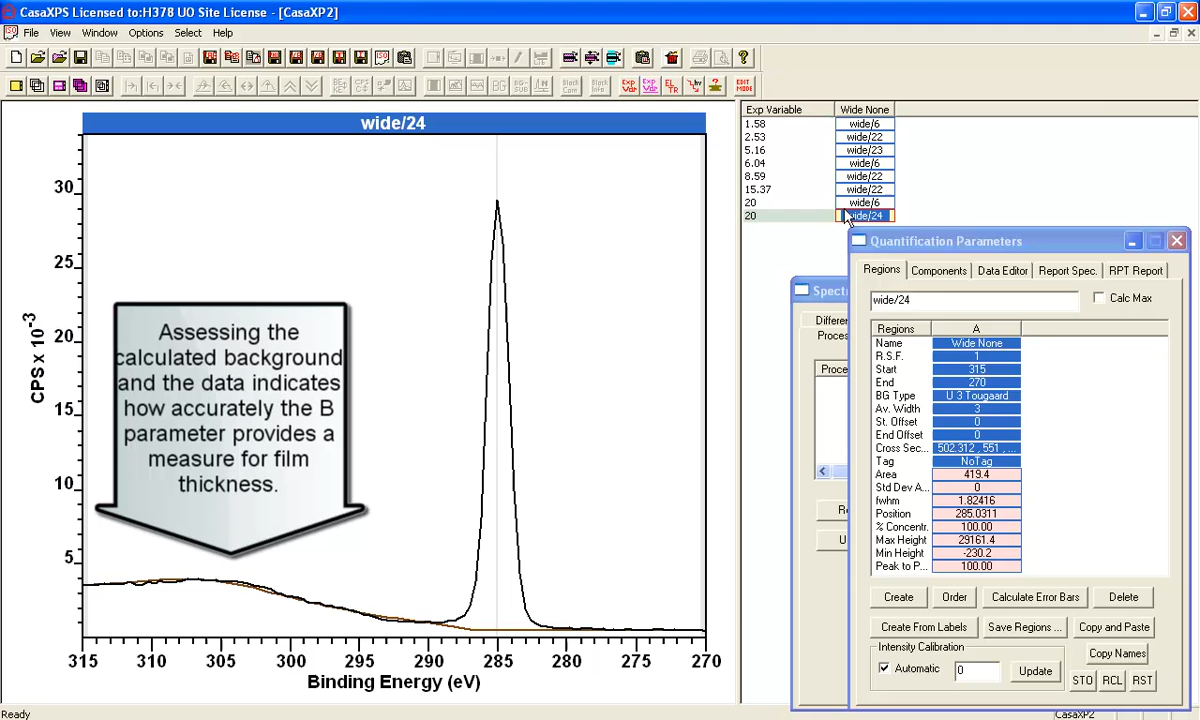 CasaXPS Licensed to:H378 UO Site License - [CasaXP2]
File View Window Options Select Help
wide/24
CPS x 10⁻³
30
25
20
15
10
5
315 310 305 300 295 290 285 280 275 270
Binding Energy (eV)
Assessing the
calculated background
and the data indicates
how accurately the B
parameter provides a
measure for film
thickness.
Exp Variable Wide None
1.58 wide/6
2.53 wide/22
5.16 wide/23
6.04 wide/6
8.59 wide/22
15.37 wide/22
20 wide/6
20 wide/24
Quantification Parameters
Regions Components Data Editor Report Spec. RPT Report
wide/24 Calc Max
Regions A
Name Wide None
R.S.F. 1
Start 315
End 270
BG Type U 3 Tougaard
Av. Width 3
St. Offset 0
End Offset 0
Cross Sec... 502.312 , 551 , ...
Tag NoTag
Area 419.4
Std Dev A... 0
fwhm 1.82416
Position 285.0311
% Concentr. 100.00
Max Height 29161.4
Min Height -230.2
Peak to P... 100.00
Create Order Calculate Error Bars Delete
Create From Labels Save Regions ... Copy and Paste
Intensity Calibration Copy Names
Automatic 0 Update STO RCL RST
Ready CasaXP2